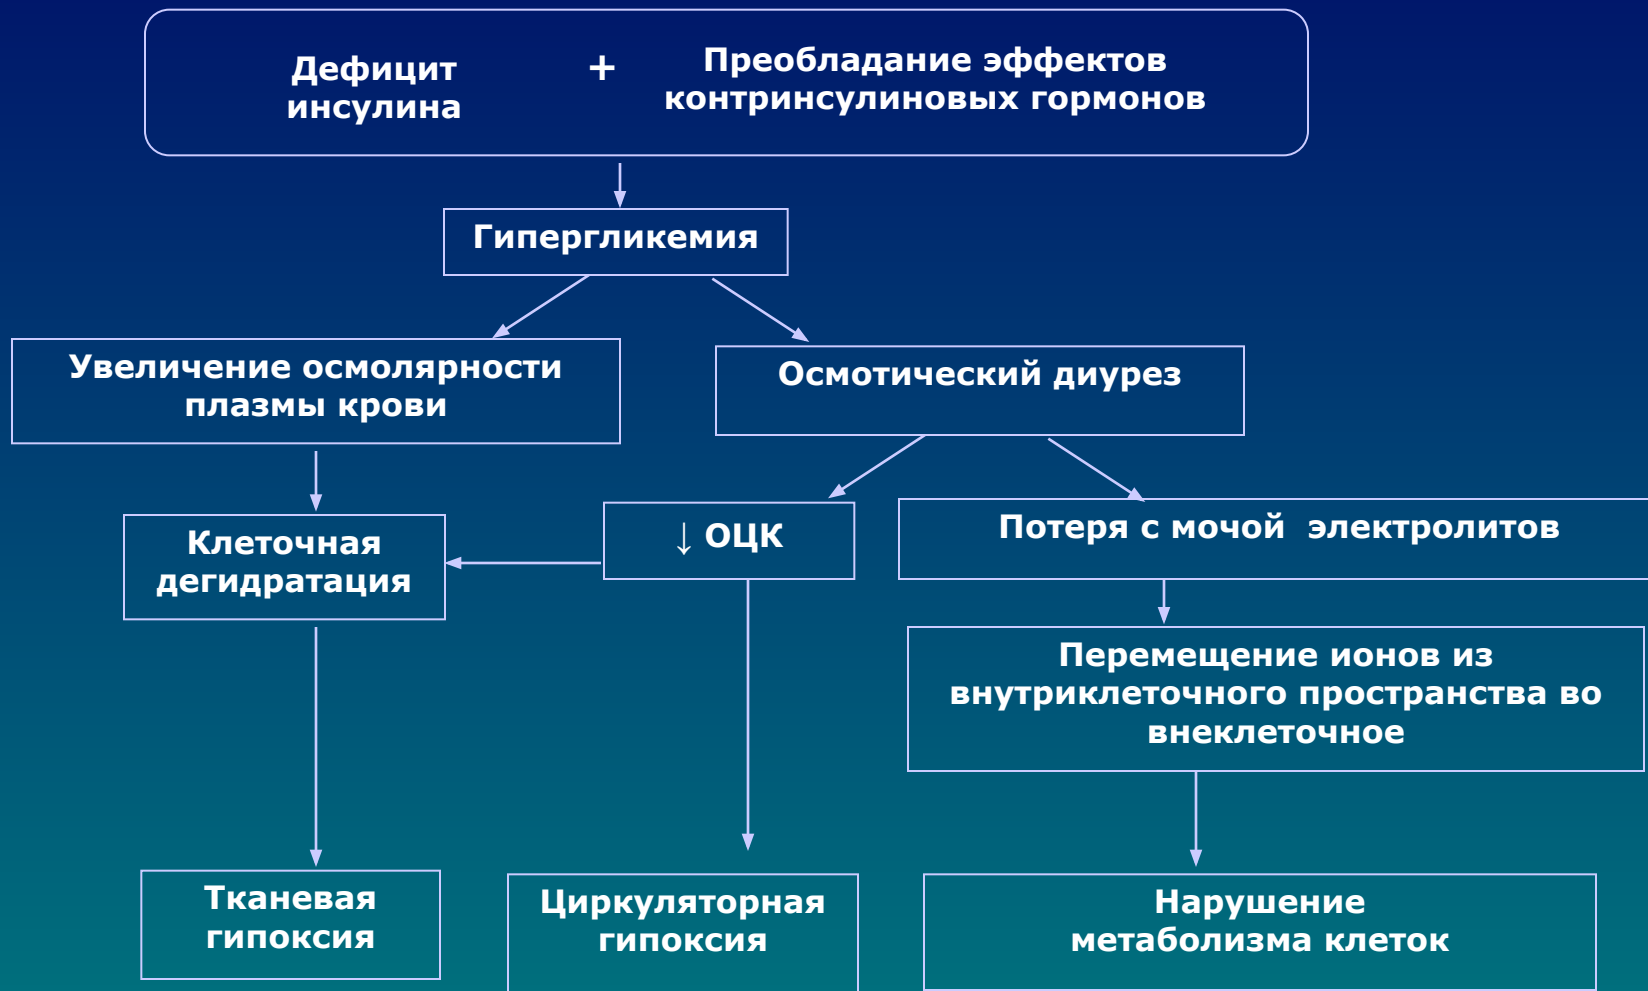 Дефицит
инсулина
+
Преобладание эффектов
контринсулиновых гормонов
Гипергликемия
Увеличение осмолярности
плазмы крови
Осмотический диурез
Клеточная
дегидратация
↓ ОЦК
Потеря с мочой  электролитов
Перемещение ионов из
внутриклеточного пространства во
внеклеточное
Тканевая
гипоксия
Циркуляторная
гипоксия
Нарушение
метаболизма клеток